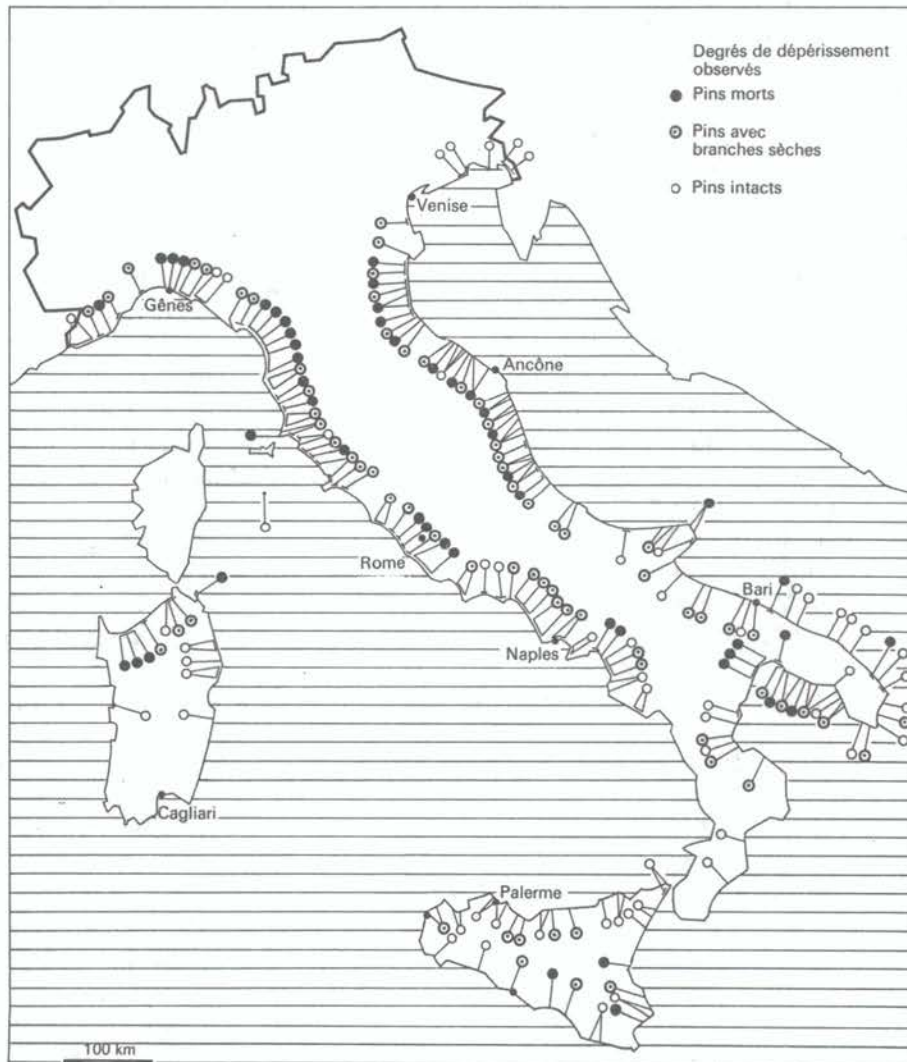 Degrés de dépérissement
observés
Pins morts
Pins avec
branches sèches
Pins intacts
Venise
Gênes
Ancône
Rome
Bari
Naples
Cagliari
Palerme
100 km